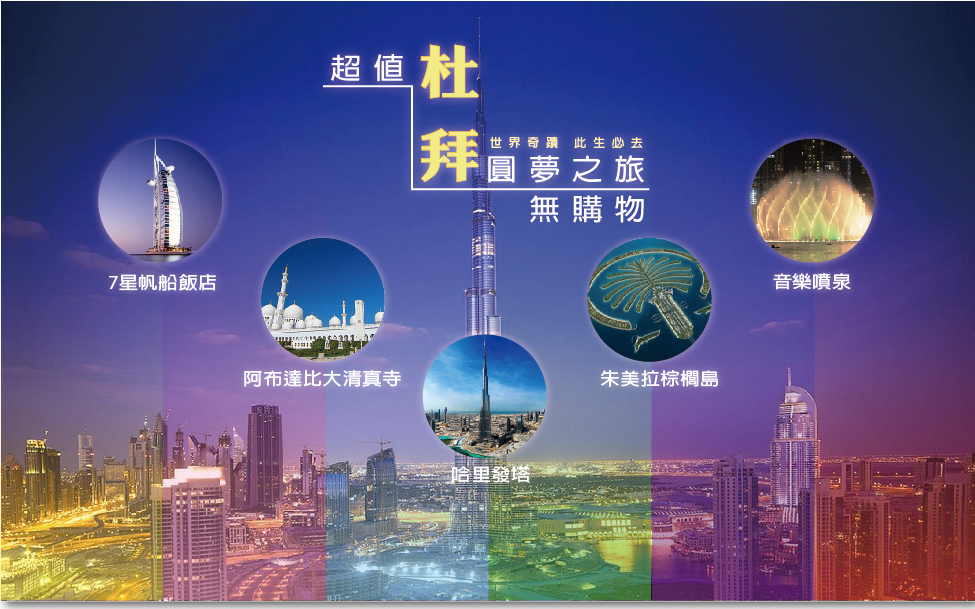 超值
杜拜
世界奇蹟 此生必去
圓夢之旅
無購物
7星帆船飯店
音樂噴泉
阿布達比大清真寺
朱美拉棕櫚島
哈里發塔